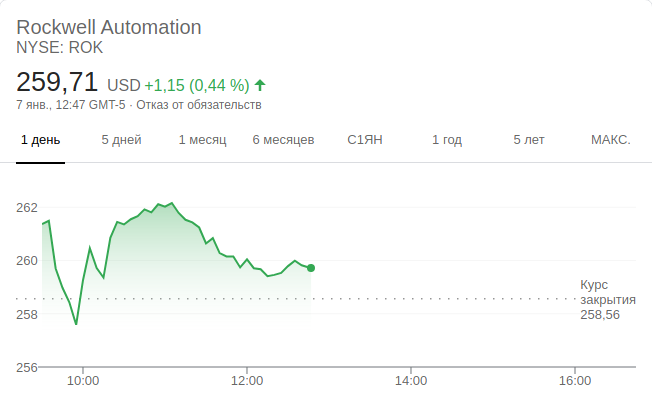 Rockwell Automation
NYSE: ROK
259,71 USD +1,15 (0,44 %)
7 янв., 12:47 GMT-5 · Отказ от обязательств
1 день 5 дней 1 месяц 6 месяцев С1ЯН 1 год 5 лет МАКС.
262
260
Курс
закрытия
258,56
258
256
10:00 12:00 14:00 16:00